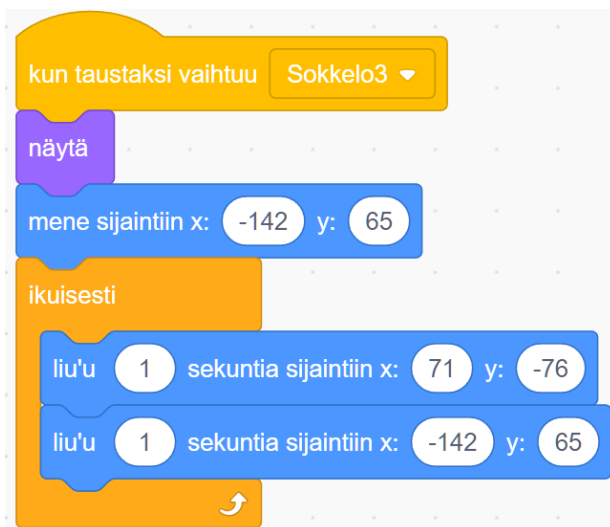 kun taustaksi vaihtuu Sokkelo3
näytä
mene sijaintiin x: -142 y: 65
ikuisesti
liu'u 1 sekuntia sijaintiin x: 71 y: -76
liu'u 1 sekuntia sijaintiin x: -142 y: 65